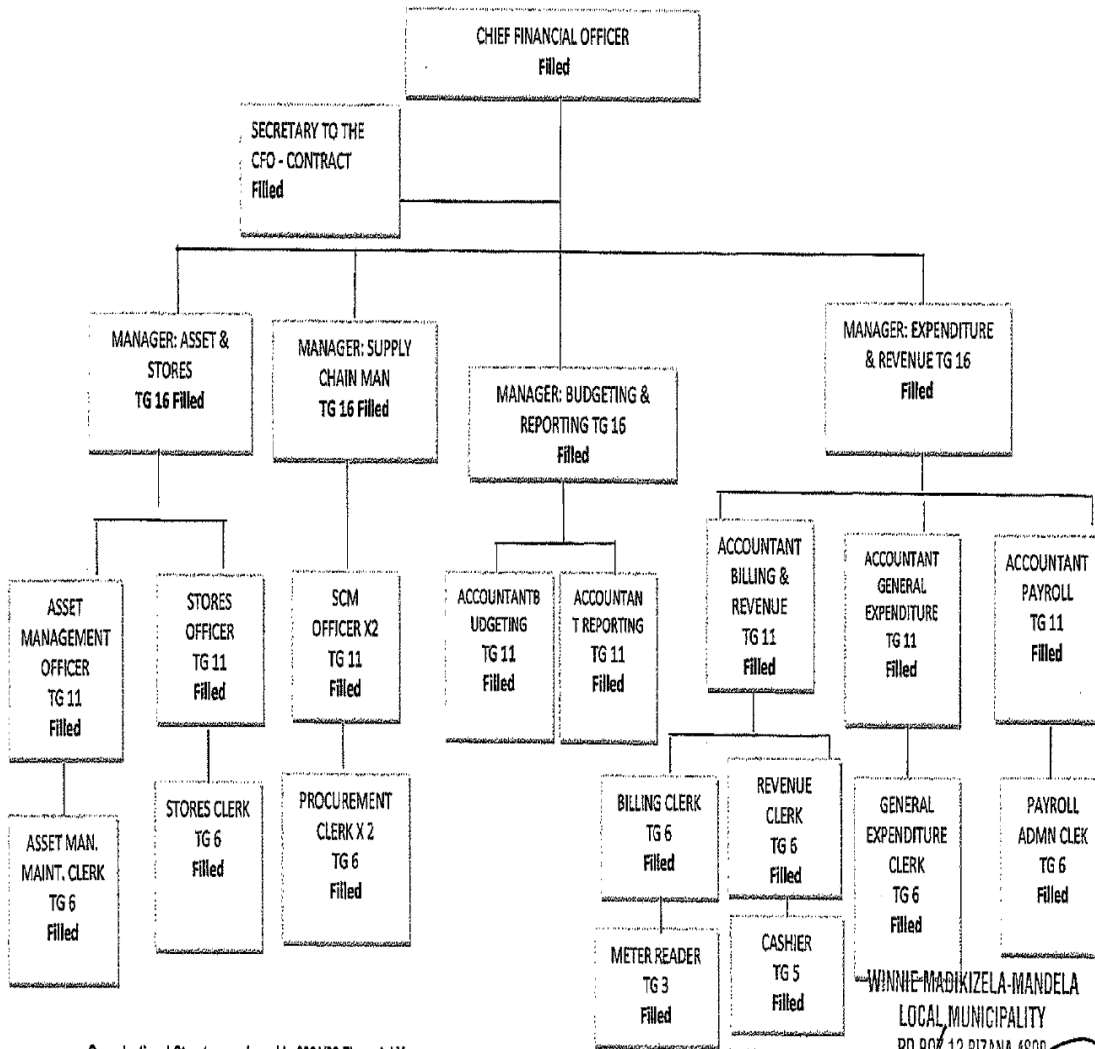 CHIEF FINANCIAL OFFICER
Filled
SECRETARY TO THE
CFO - CONTRACT
Filled
MANAGER: ASSET &
STORES
TG 16 Filled
MANAGER: SUPPLY
CHAIN MAN
TG 16 Filled
MANAGER: BUDGETING &
REPORTING TG 16
Filled
MANAGER: EXPENDITURE
& REVENUE TG 16
Filled
ASSET
MANAGEMENT
OFFICER
TG 11
Filled
STORES
OFFICER
TG 11
Filled
SCM
OFFICER X2
TG 11
Filled
ACCOUNTANTB
UDGETING
TG 11
Filled
ACCOUNTAN
T REPORTING
TG 11
Filled
ACCOUNTANT
BILLING &
REVENUE
TG 11
Filled
ACCOUNTANT
GENERAL
EXPENDITURE
TG 11
Filled
ACCOUNTANT
PAYROLL
TG 11
Filled
ASSET MAN.
MAINT. CLERK
TG 6
Filled
STORES CLERK
TG 6
Filled
PROCUREMENT
CLERK X 2
TG 6
Filled
BILLING CLERK
TG 6
Filled
REVENUE
CLERK
TG 6
Filled
GENERAL
EXPENDITURE
CLERK
TG 6
Filled
PAYROLL
ADMN CLEK
TG 6
Filled
METER READER
TG 3
Filled
CASHIER
TG 5
Filled
WINNIE MADIKIZELA-MANDELA
LOCAL MUNICIPALITY